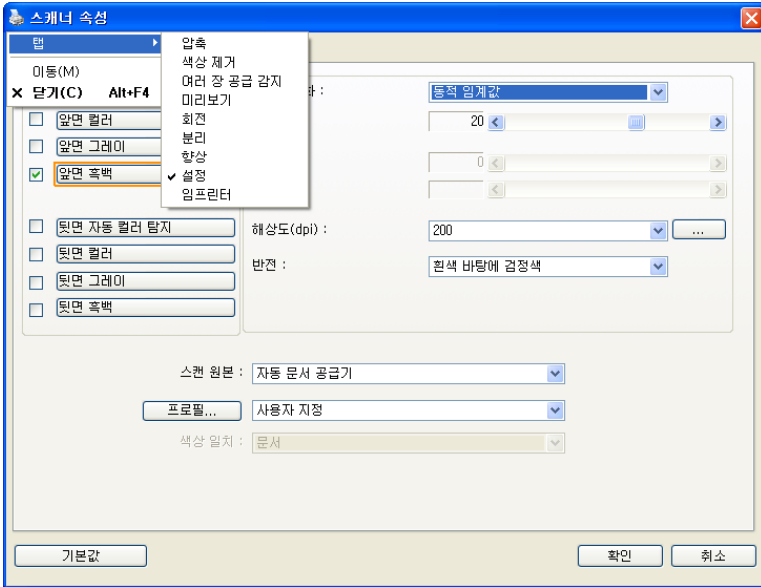 스캐너 속성
탭
이동(M)
닫기(C) Alt+F4
압축
색상 제거
여러 장 공급 감지
미리보기
회전
분리
향상
설정
임프린터
앞면 컬러
앞면 그레이
앞면 흑백
뒷면 자동 컬러 탐지
뒷면 컬러
뒷면 그레이
뒷면 흑백
동적 임계값
20
0
해상도(dpi) : 200 ...
반전 : 흰색 바탕에 검정색
스캔 원본 : 자동 문서 공급기
프로필... 사용자 지정
색상 일치 : 문서
기본값 확인 취소